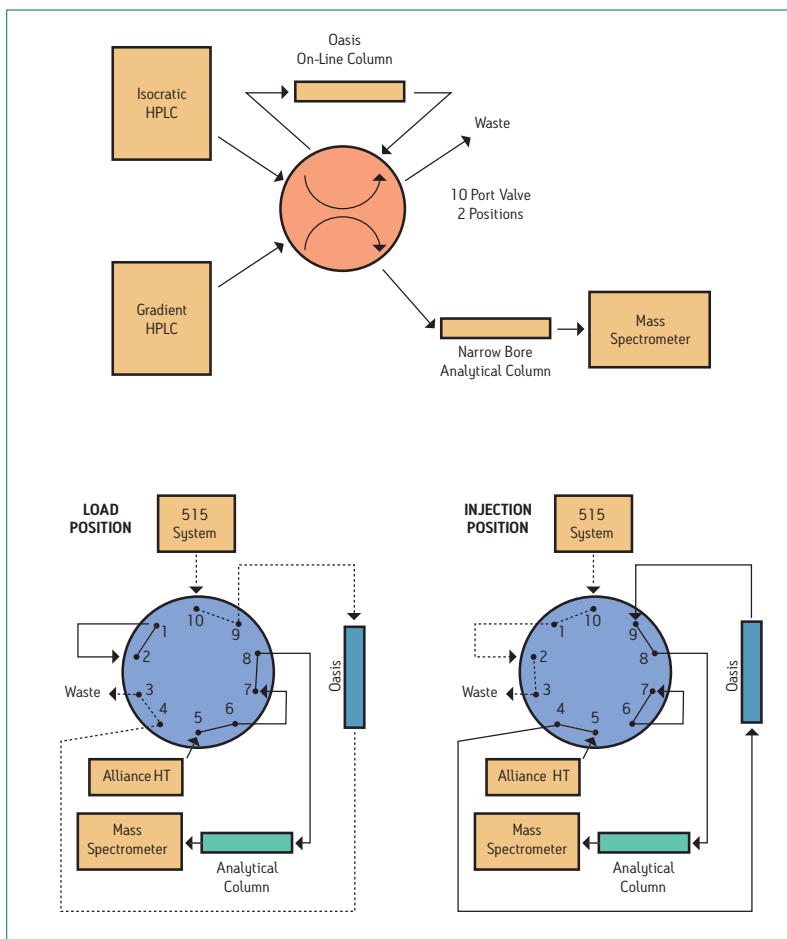 Oasis
On-Line Column
Isocratic
HPLC
Waste
10 Port Valve
2 Positions
Gradient
HPLC
Mass
Spectrometer
Narrow Bore
Analytical Column
LOAD
POSITION
515
System
10
1
9
2
8
3
7
4
6
5
Waste
Oasis
Alliance HT
Mass
Spectrometer
Analytical
Column
INJECTION
POSITION
515
System
10
1
9
2
8
3
7
4
6
5
Waste
Oasis
Alliance HT
Mass
Spectrometer
Analytical
Column